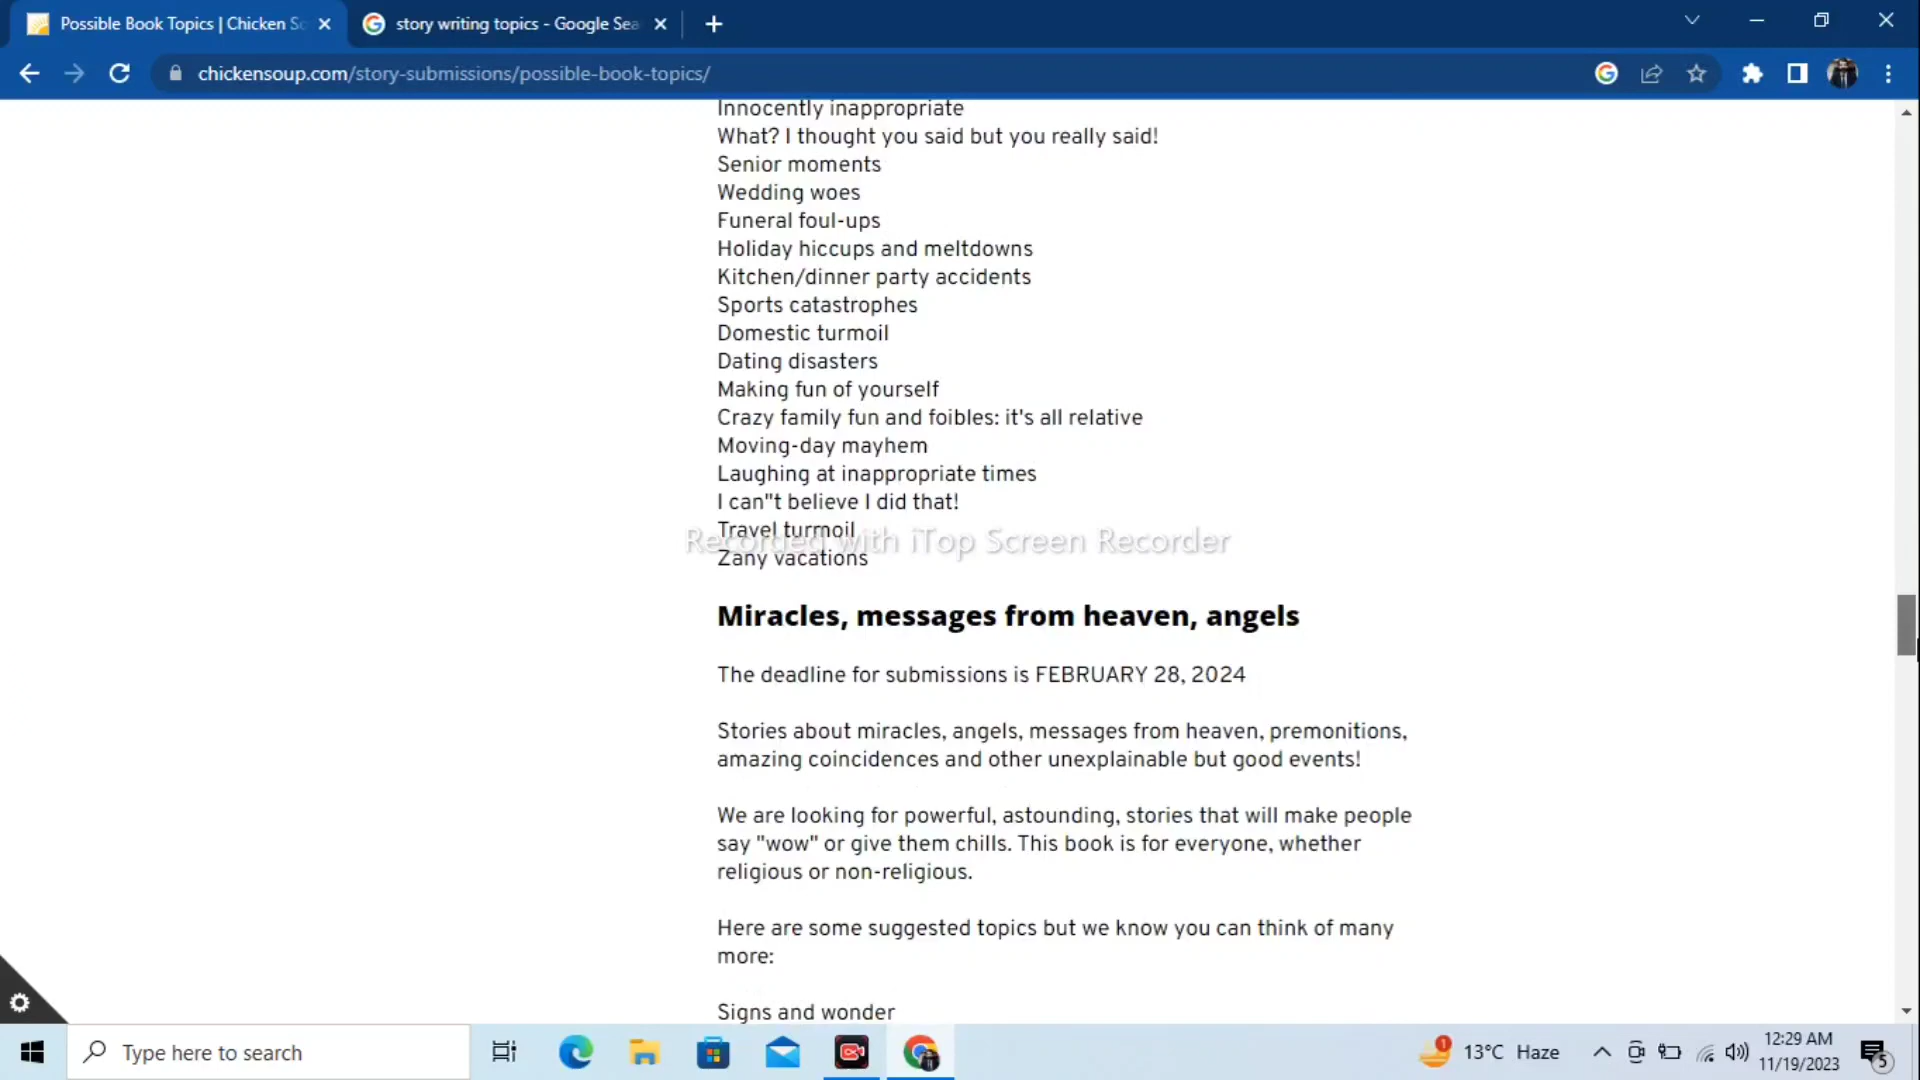 Possible Book Topics | Chicken So
story writing topics - Google Sea
chickensoup.com/story-submissions/possible-book-topics/
Innocently inappropriate
What? I thought you said but you really said!
Senior moments
Wedding woes
Funeral foul-ups
Holiday hiccups and meltdowns
Kitchen/dinner party accidents
Sports catastrophes
Domestic turmoil
Dating disasters
Making fun of yourself
Crazy family fun and foibles: it's all relative
Moving-day mayhem
Laughing at inappropriate times
I can"t believe I did that!
Travel turmoil
Recorded with iTop Screen Recorder
Zany vacations
Miracles, messages from heaven, angels
The deadline for submissions is FEBRUARY 28, 2024
Stories about miracles, angels, messages from heaven, premonitions,
amazing coincidences and other unexplainable but good events!
We are looking for powerful, astounding, stories that will make people
say "wow" or give them chills. This book is for everyone, whether
religious or non-religious.
Here are some suggested topics but we know you can think of many
more:
Signs and wonder
Type here to search
1
13°C Haze
12:29 AM
11/19/2023
5